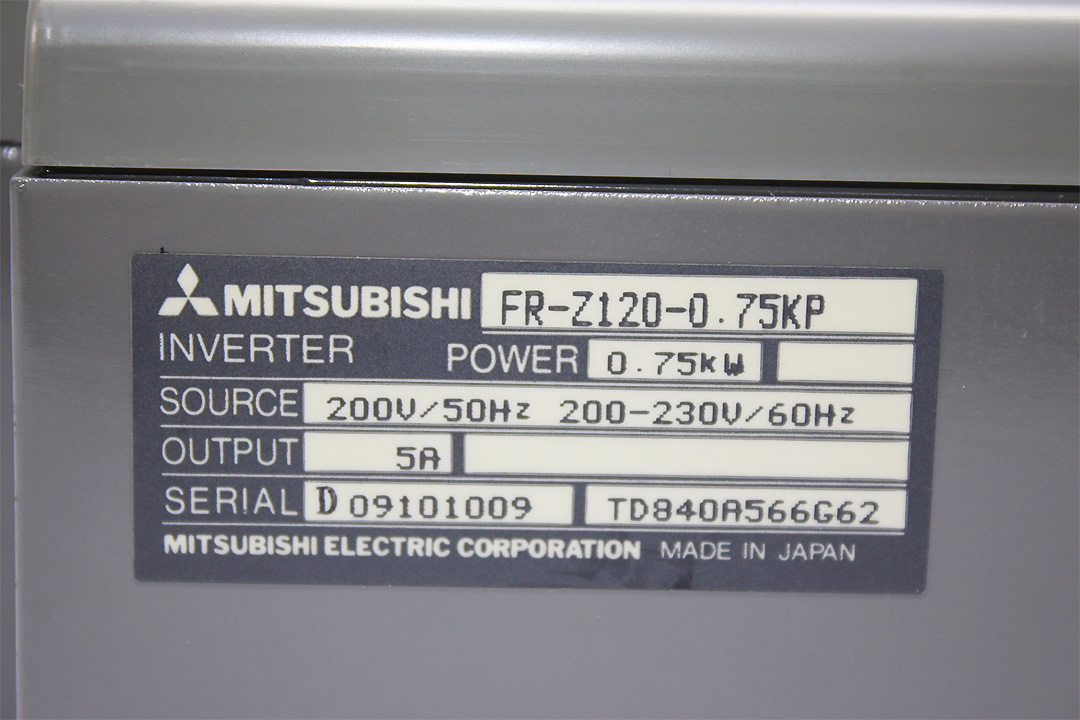 MITSUBISHI FR-Z120-0.75KP
INVERTER POWER 0.75kW
SOURCE 200V/50Hz 200-230V/60Hz
OUTPUT 5A
SERIAL D 09101009 TD840A566G62
MITSUBISHI ELECTRIC CORPORATION MADE IN JAPAN